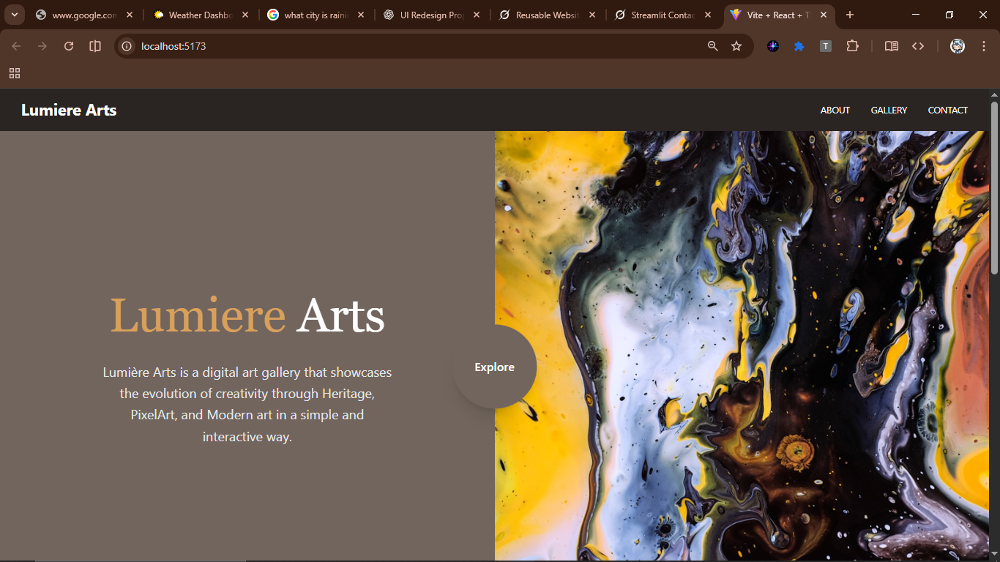 www.google.com
Weather Dashbo
what city is raini
UI Redesign Pro
Reusable Websit
Streamlit Contac
Vite + React + T
localhost:5173
T
Lumiere Arts
ABOUT
GALLERY
CONTACT
Lumiere Arts
Lumière Arts is a digital art gallery that showcases
the evolution of creativity through Heritage,
PixelArt, and Modern art in a simple and
interactive way.
Explore